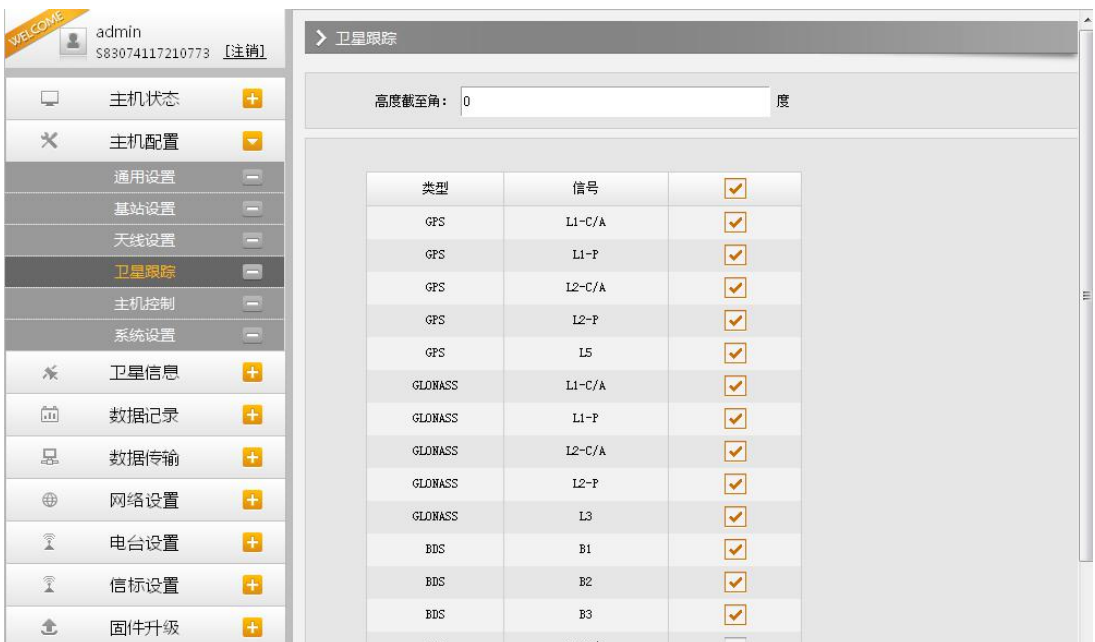 WELCOME
admin
S83074117210773 [注销]
主机状态
主机配置
通用设置
基站设置
天线设置
卫星跟踪
主机控制
系统设置
卫星信息
数据记录
数据传输
网络设置
电台设置
信标设置
固件升级
卫星跟踪
高度截至角: 0 度
类型 信号
GPS L1-C/A
GPS L1-P
GPS L2-C/A
GPS L2-P
GPS L5
GLONASS L1-C/A
GLONASS L1-P
GLONASS L2-C/A
GLONASS L2-P
GLONASS L3
BDS B1
BDS B2
BDS B3